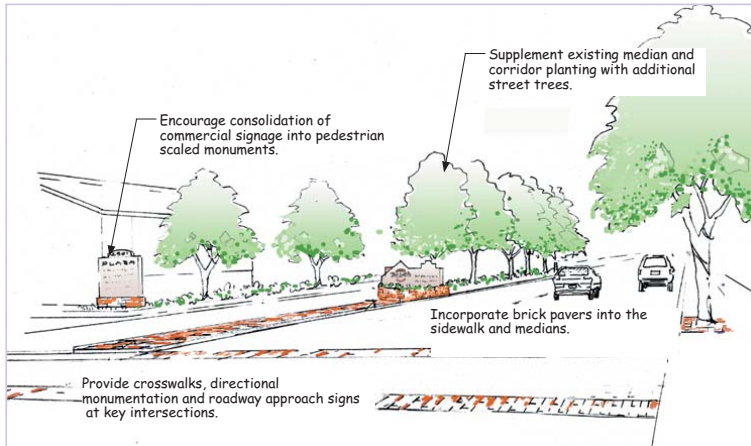 Supplement existing median and
corridor planting with additional
street trees.
Encourage consolidation of
commercial signage into pedestrian
scaled monuments.
PLAZA
Incorporate brick pavers into the
sidewalk and medians.
Provide crosswalks, directional
monumentation and roadway approach signs
at key intersections.